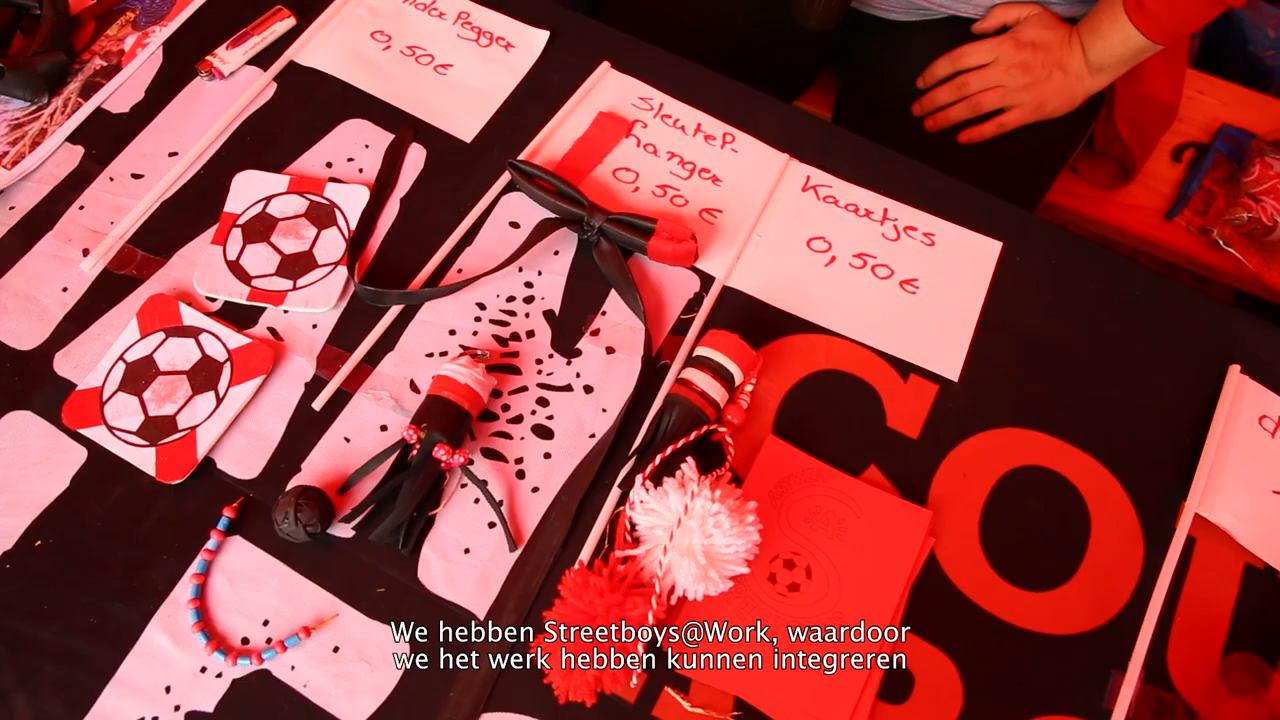 0,50€
Sleutel-
hanger
0,50€
Kaartjes
0,50€
CO
We hebben Streetboys@Work, waardoor
we het werk hebben kunnen integreren